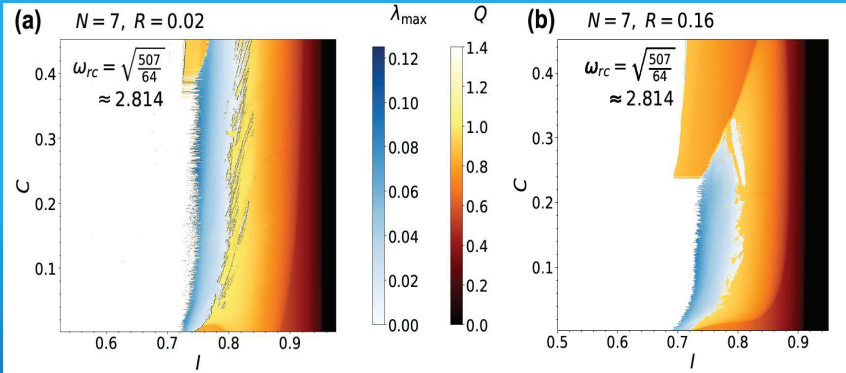 (a) N = 7, R = 0.02
ω_rc = √(507/64)
≈ 2.814
C
0.4
0.3
0.2
0.1
0.6 0.7 0.8 0.9
I
λ_max
0.12
0.10
0.08
0.06
0.04
0.02
0.00
Q
1.4
1.2
1.0
0.8
0.6
0.4
0.2
0.0
(b) N = 7, R = 0.16
ω_rc = √(507/64)
≈ 2.814
C
0.4
0.3
0.2
0.1
0.5 0.6 0.7 0.8 0.9
I